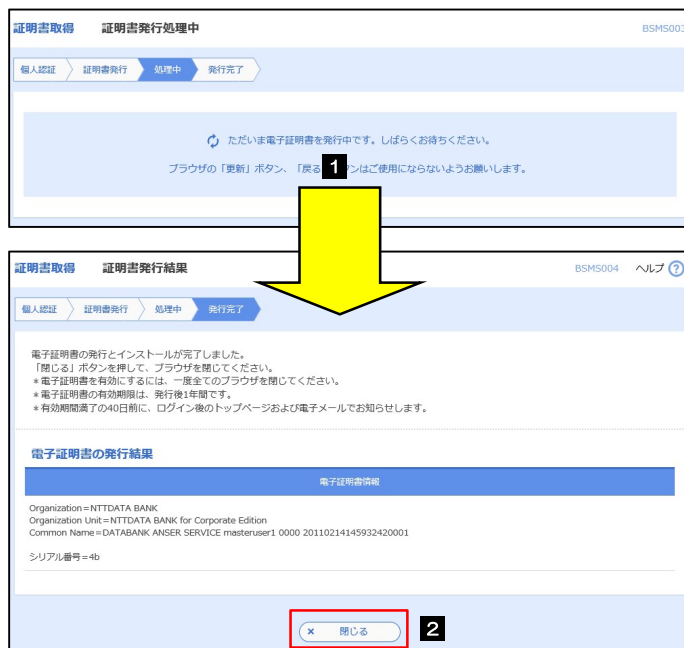 証明書取得 証明書発行処理中 BSMS003
個人認証 証明書発行 処理中 発行完了
ただいま電子証明書を発行中です。しばらくお待ちください。
ブラウザの「更新」ボタン、「戻る ンはご使用にならないようお願いします。
1
証明書取得 証明書発行結果 BSMS004 ヘルプ ?
個人認証 証明書発行 処理中 発行完了
電子証明書の発行とインストールが完了しました。
「閉じる」ボタンを押して、ブラウザを閉じてください。
*電子証明書を有効にするには、一度全てのブラウザを閉じてください。
*電子証明書の有効期限は、発行後1年間です。
*有効期間満了の40日前に、ログイン後のトップページおよび電子メールでお知らせします。
電子証明書の発行結果
電子証明書情報
Organization=NTTDATA BANK
Organization Unit=NTTDATA BANK for Corporate Edition
Common Name=DATABANK ANSER SERVICE masteruser1 0000 20110214145932420001
シリアル番号=4b
× 閉じる 2